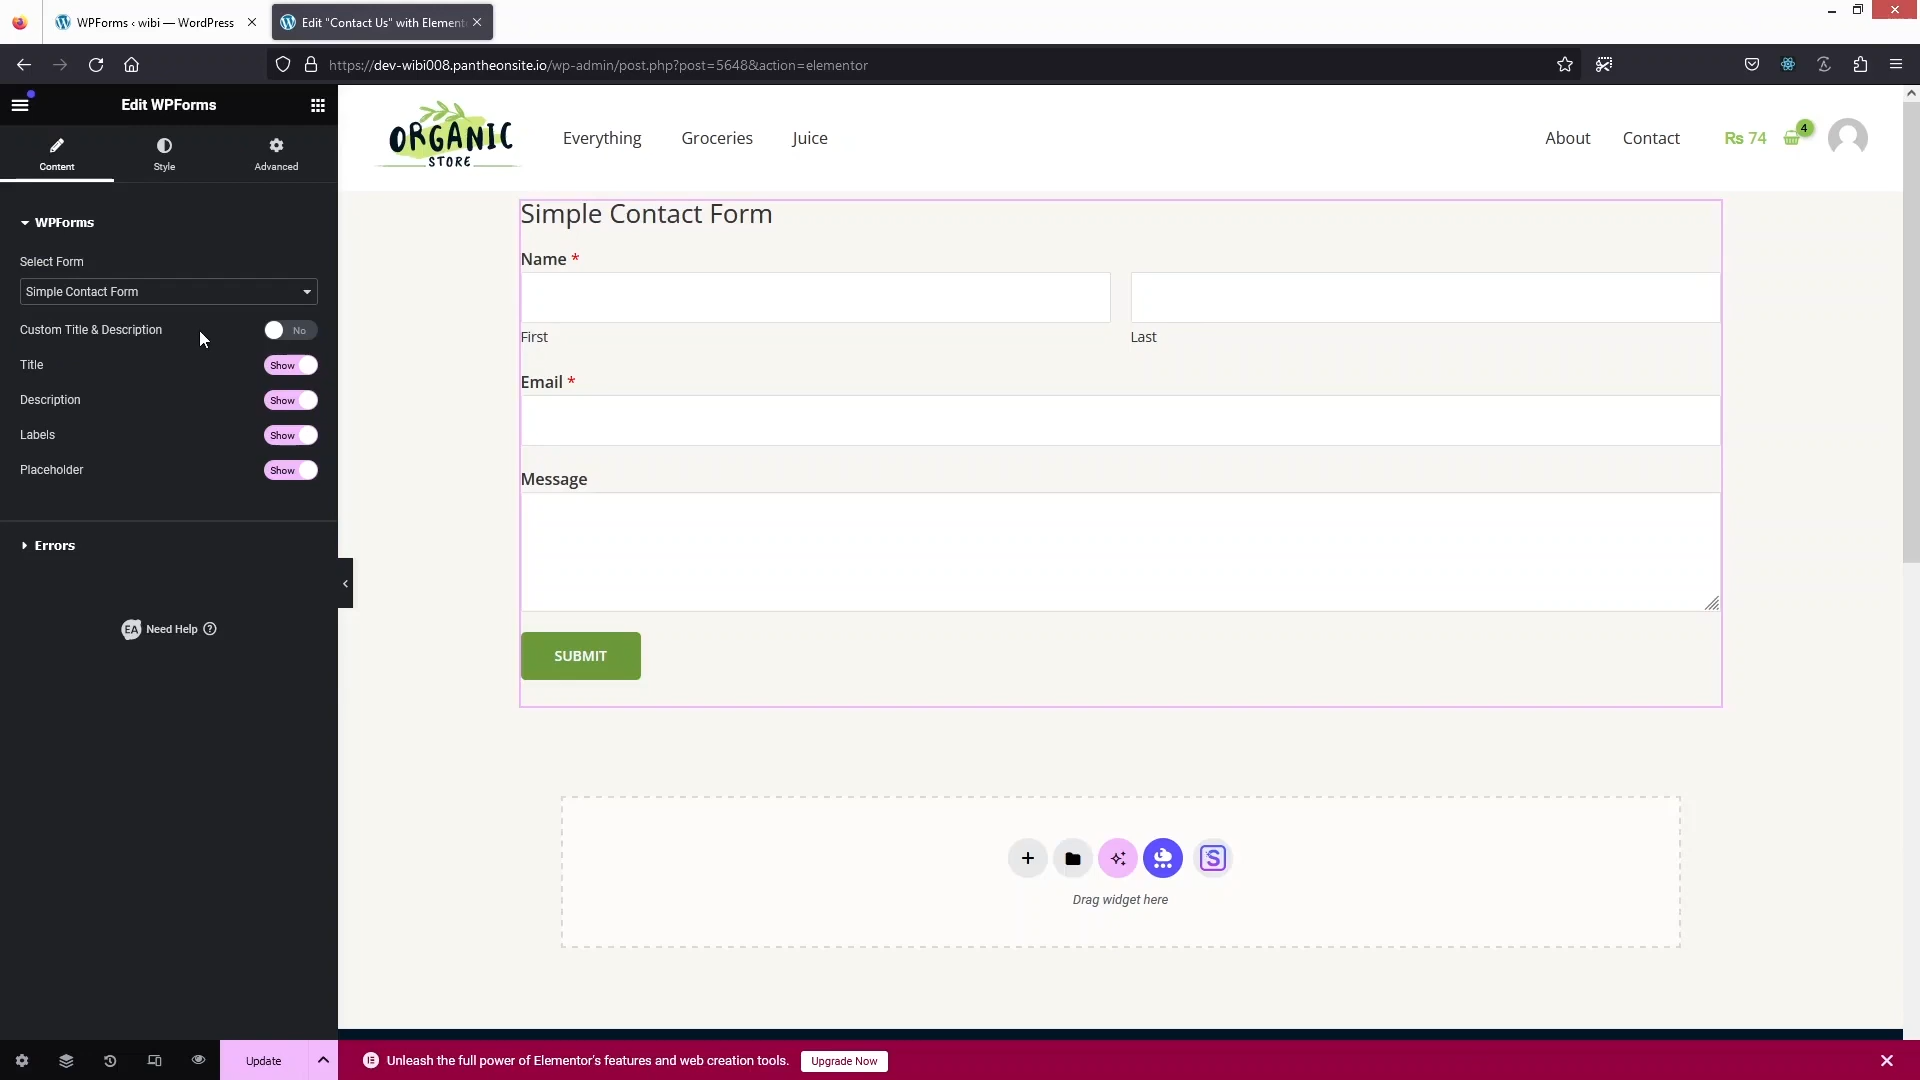 WPForms ‹ wibi — WordPress
Edit "Contact Us" with Element
https://dev-wibi008.pantheonsite.io/wp-admin/post.php?post=5648&action=elementor
Edit WPForms
Content
Style
Advanced
WPForms
Select Form
Simple Contact Form
Custom Title & Description
No
Title
Show
Description
Show
Labels
Show
Placeholder
Show
Errors
EA Need Help ?
Update
ORGANIC
STORE
Everything
Groceries
Juice
About
Contact
₨ 74
4
Simple Contact Form
Name *
First
Last
Email *
Message
SUBMIT
S
Drag widget here
Unleash the full power of Elementor's features and web creation tools.
Upgrade Now